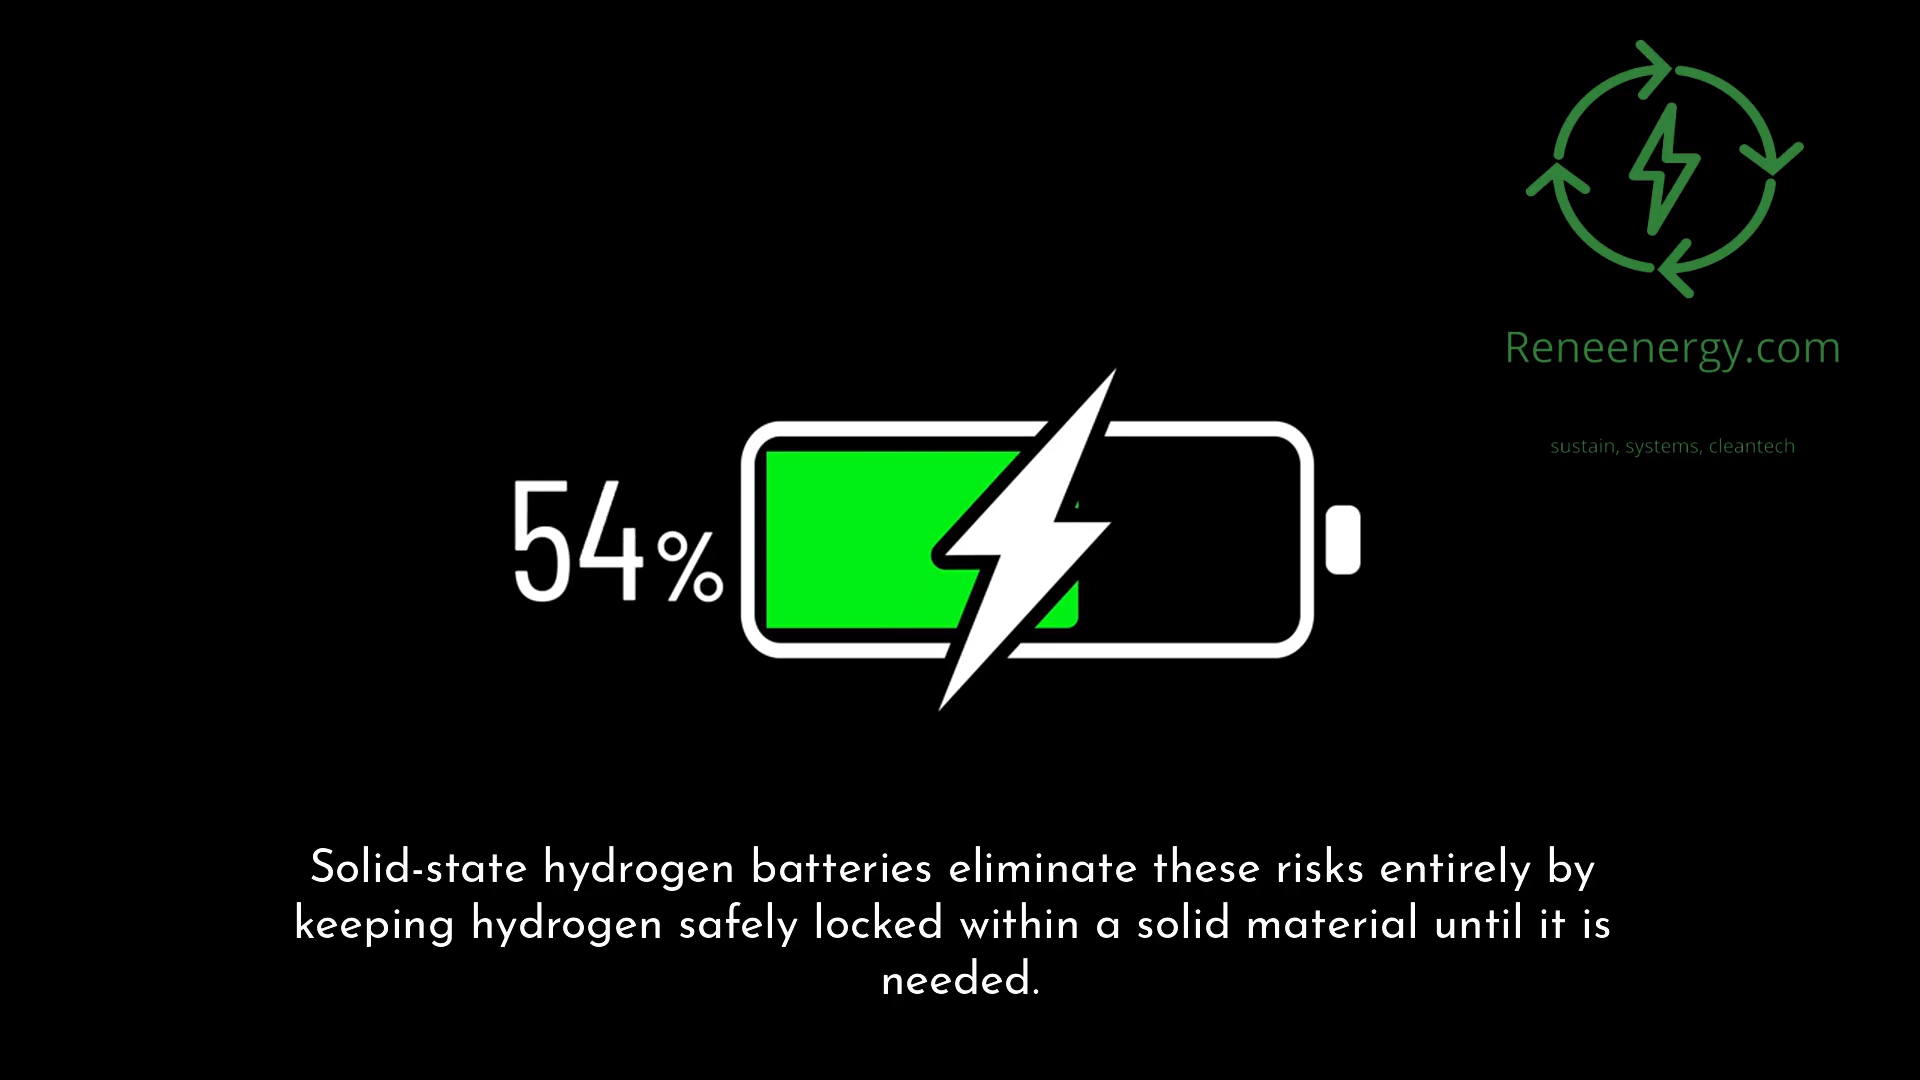 Reneenergy.com
sustain, systems, cleantech
54%
Solid-state hydrogen batteries eliminate these risks entirely by
keeping hydrogen safely locked within a solid material until it is
needed.